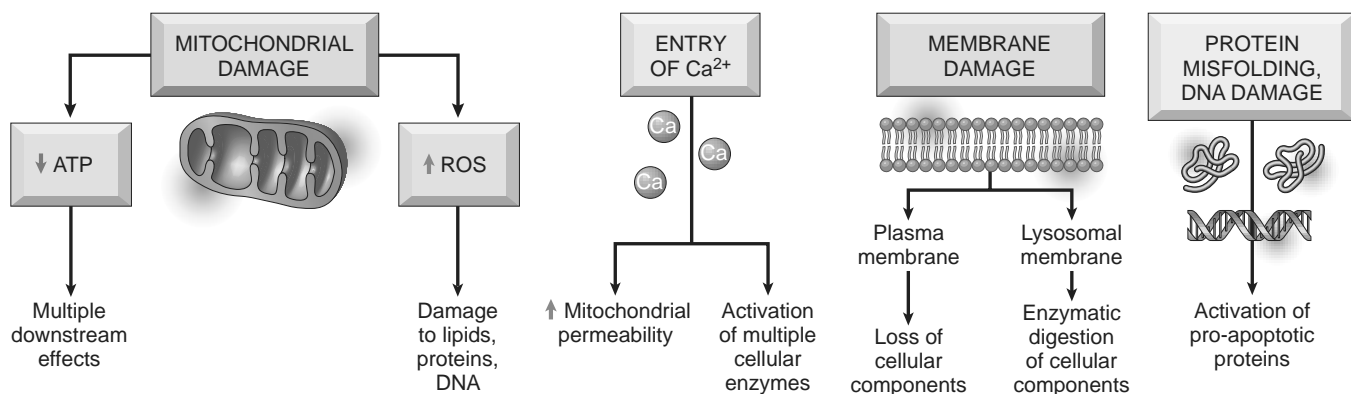 MITOCHONDRIAL
DAMAGE
ATP
ROS
Multiple
downstream
effects
Damage
to lipids,
proteins,
DNA
ENTRY
OF Ca²⁺
Ca
Ca
Ca
Mitochondrial
permeability
Activation
of multiple
cellular
enzymes
MEMBRANE
DAMAGE
Plasma
membrane
Loss of
cellular
components
Lysosomal
membrane
Enzymatic
digestion
of cellular
components
PROTEIN
MISFOLDING,
DNA DAMAGE
Activation of
pro-apoptotic
proteins